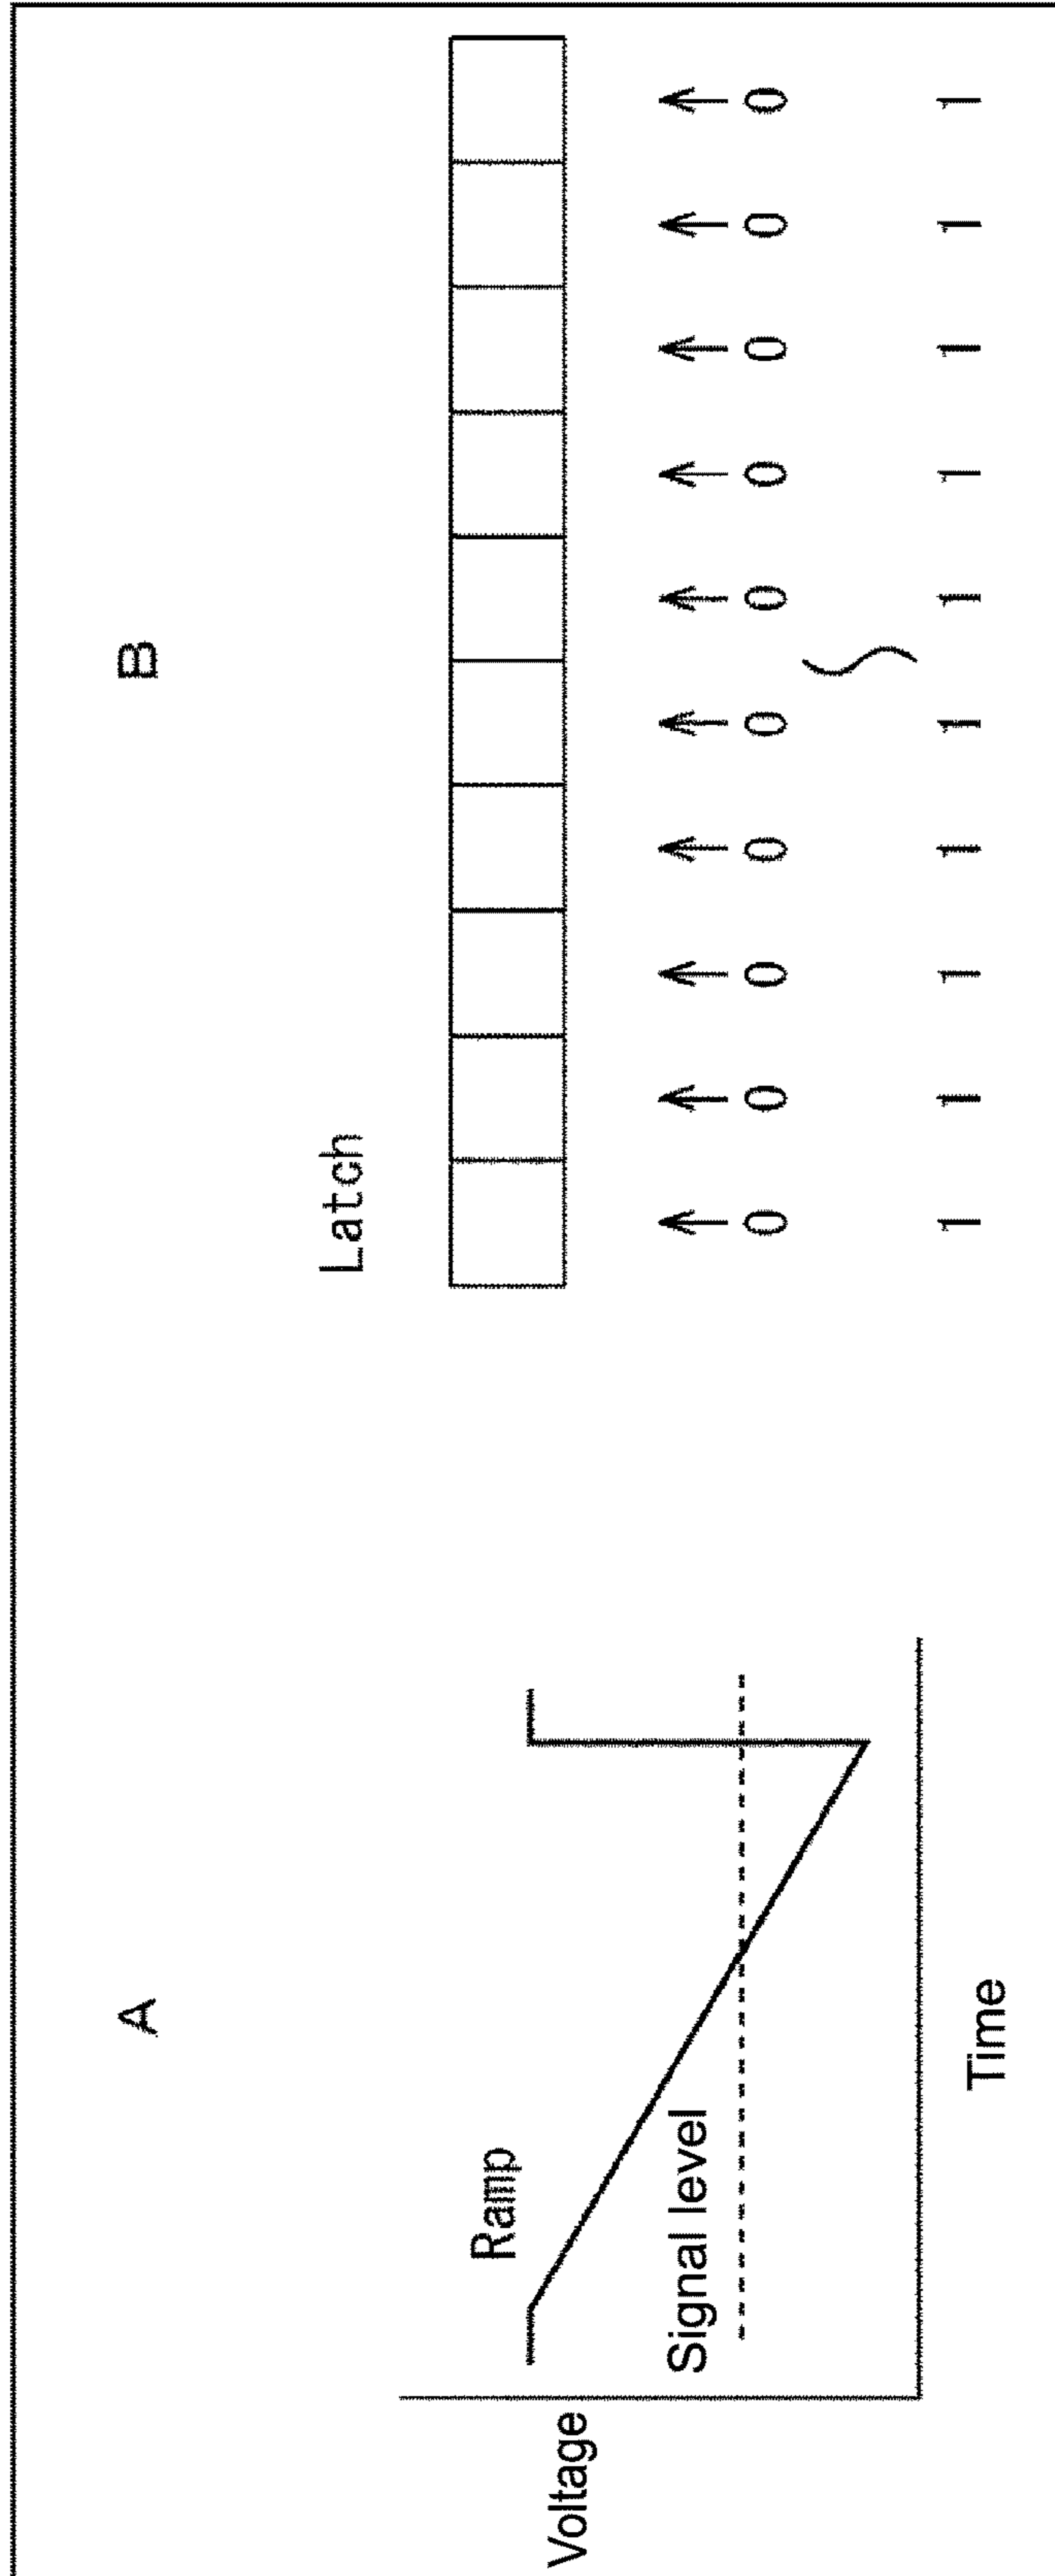 A
Voltage
Ramp
Signal level
Time
B
Latch
0 0 0 0 0 0 0 0 0 0
1 1 1 1 1 1 1 1 1 1